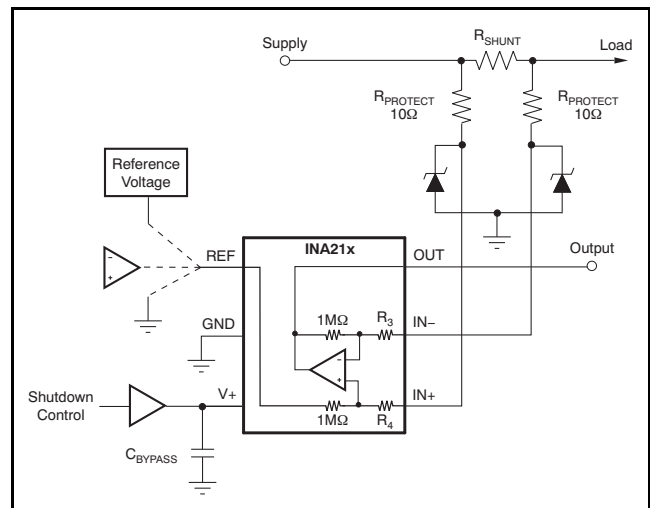 Supply
R_SHUNT
Load
R_PROTECT
10Ω
R_PROTECT
10Ω
Reference
Voltage
INA21x
REF
OUT
Output
-
+
GND
1MΩ
R_3
IN−
-
+
Shutdown
Control
V+
IN+
1MΩ
R_4
C_BYPASS